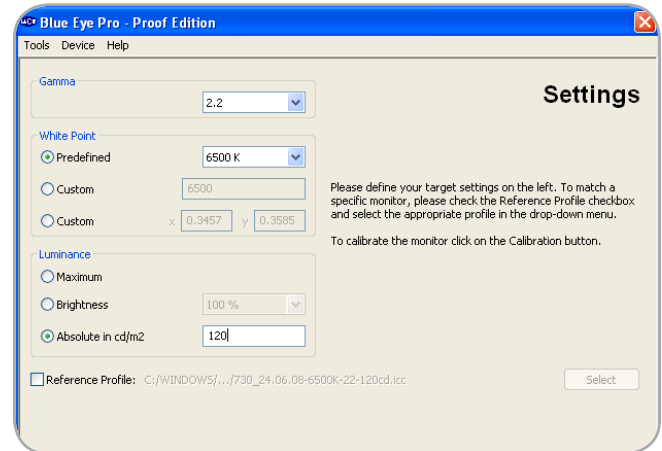 Blue Eye Pro - Proof Edition
Tools Device Help
Gamma
2.2
Settings
White Point
Predefined 6500 K
Custom 6500
Custom x 0.3457 y 0.3585
Please define your target settings on the left. To match a
specific monitor, please check the Reference Profile checkbox
and select the appropriate profile in the drop-down menu.
To calibrate the monitor click on the Calibration button.
Luminance
Maximum
Brightness 100 %
Absolute in cd/m2 120
Reference Profile: C:/WINDOWS/.../730_24.06.08-6500K-22-120cd.icc Select